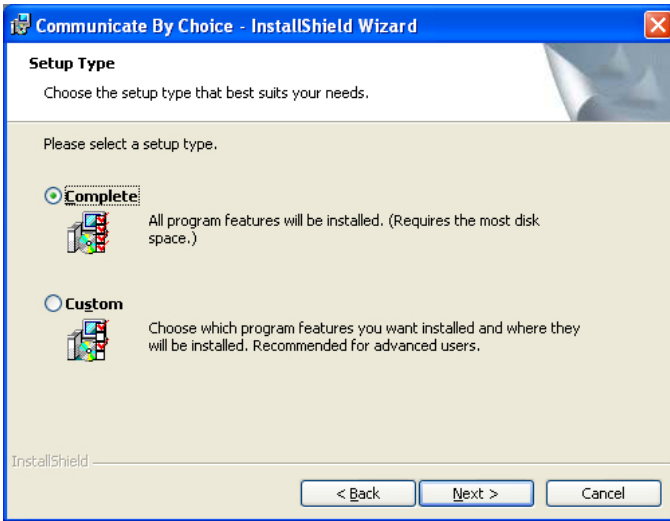 Communicate By Choice - InstallShield Wizard
Setup Type
Choose the setup type that best suits your needs.
Please select a setup type.
Complete
All program features will be installed. (Requires the most disk
space.)
Custom
Choose which program features you want installed and where they
will be installed. Recommended for advanced users.
InstallShield
< Back Next > Cancel